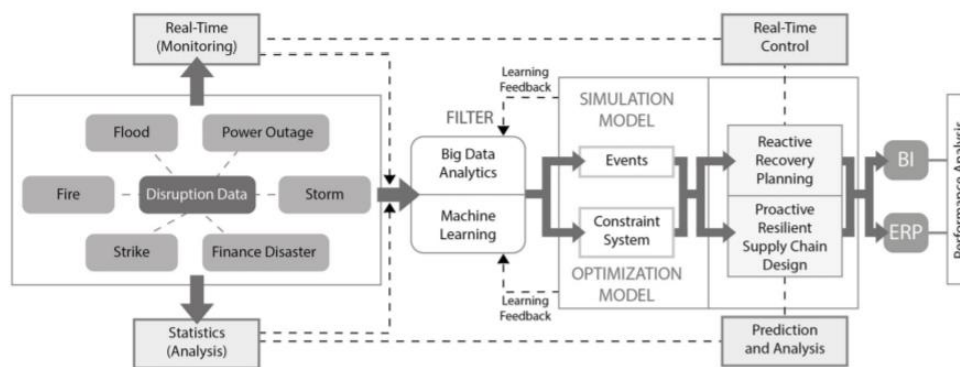 Real-Time
(Monitoring)
Real-Time
Control
Flood
Power Outage
Fire
Disruption Data
Storm
Strike
Finance Disaster
Statistics
(Analysis)
FILTER
Big Data
Analytics
Machine
Learning
Learning
Feedback
Learning
Feedback
SIMULATION
MODEL
Events
Constraint
System
OPTIMIZATION
MODEL
Reactive
Recovery
Planning
Proactive
Resilient
Supply Chain
Design
Prediction
and Analysis
BI
ERP
Performance Analysis